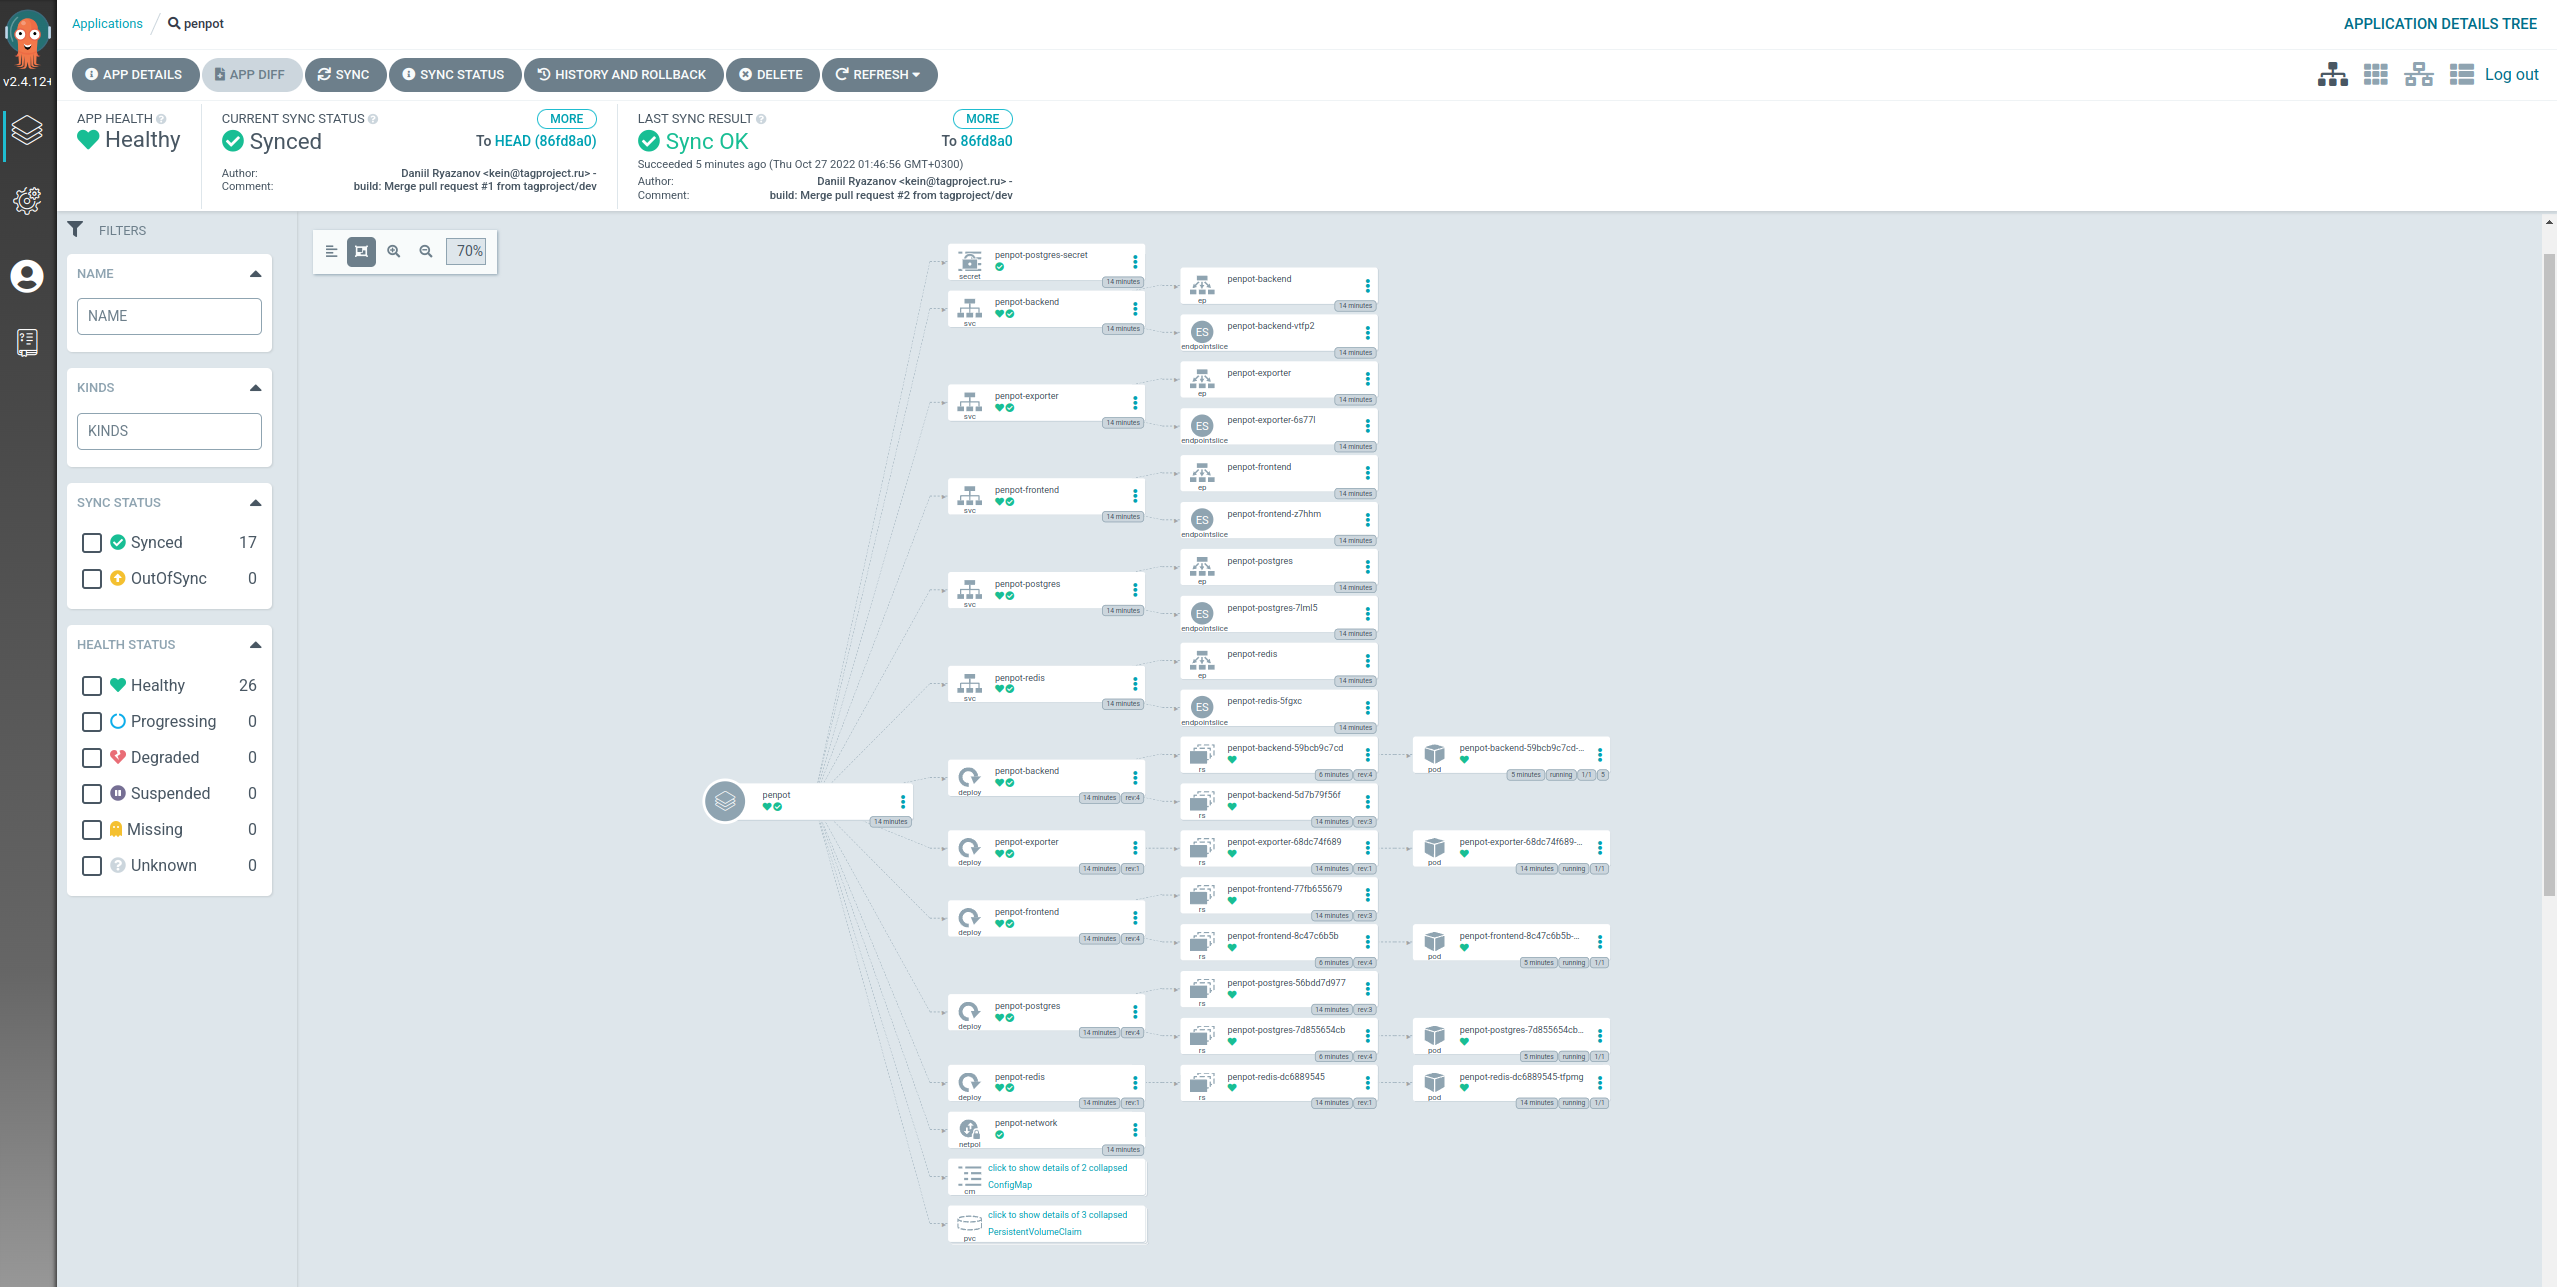 v2.4.12+
Applications / penpot
APPLICATION DETAILS TREE
APP DETAILS
APP DIFF
SYNC
SYNC STATUS
HISTORY AND ROLLBACK
DELETE
REFRESH
Log out
APP HEALTH
Healthy
CURRENT SYNC STATUS
MORE
Synced
To HEAD (86fd8a0)
Author: Daniil Ryazanov <kein@tagproject.ru> -
Comment: build: Merge pull request #1 from tagproject/dev
LAST SYNC RESULT
MORE
Sync OK
To 86fd8a0
Succeeded 5 minutes ago (Thu Oct 27 2022 01:46:56 GMT+0300)
Author: Daniil Ryazanov <kein@tagproject.ru> -
Comment: build: Merge pull request #2 from tagproject/dev
FILTERS
NAME
NAME
KINDS
KINDS
SYNC STATUS
Synced 17
OutOfSync 0
HEALTH STATUS
Healthy 26
Progressing 0
Degraded 0
Suspended 0
Missing 0
Unknown 0
70%
penpot
14 minutes
penpot-postgres-secret
secret
14 minutes
penpot-backend
svc
14 minutes
penpot-exporter
svc
14 minutes
penpot-frontend
svc
14 minutes
penpot-postgres
svc
14 minutes
penpot-redis
svc
14 minutes
penpot-backend
deploy
14 minutes rev:4
penpot-exporter
deploy
14 minutes rev:1
penpot-frontend
deploy
14 minutes rev:4
penpot-postgres
deploy
14 minutes rev:4
penpot-redis
deploy
14 minutes rev:1
penpot-network
netpol
14 minutes
click to show details of 2 collapsed
ConfigMap
cm
click to show details of 3 collapsed
PersistentVolumeClaim
pvc
penpot-backend
ep
14 minutes
ES
penpot-backend-vtfp2
endpointslice
14 minutes
penpot-exporter
ep
14 minutes
ES
penpot-exporter-6s77l
endpointslice
14 minutes
penpot-frontend
ep
14 minutes
ES
penpot-frontend-z7hhm
endpointslice
14 minutes
penpot-postgres
ep
14 minutes
ES
penpot-postgres-7lml5
endpointslice
14 minutes
penpot-redis
ep
14 minutes
ES
penpot-redis-5fgxc
endpointslice
14 minutes
penpot-backend-59bcb9c7cd
rs
6 minutes rev:4
penpot-backend-5d7b79f56f
rs
14 minutes rev:3
penpot-exporter-68dc74f689
rs
14 minutes rev:1
penpot-frontend-77fb655679
rs
14 minutes rev:3
penpot-frontend-8c47c6b5b
rs
6 minutes rev:4
penpot-postgres-56bdd7d977
rs
14 minutes rev:3
penpot-postgres-7d855654cb
rs
6 minutes rev:4
penpot-redis-dc6889545
rs
14 minutes rev:1
penpot-backend-59bcb9c7cd-...
pod
5 minutes running 1/1 5
penpot-exporter-68dc74f689-...
pod
14 minutes running 1/1
penpot-frontend-8c47c6b5b-...
pod
5 minutes running 1/1
penpot-postgres-7d855654cb...
pod
5 minutes running 1/1
penpot-redis-dc6889545-tfpmg
pod
14 minutes running 1/1